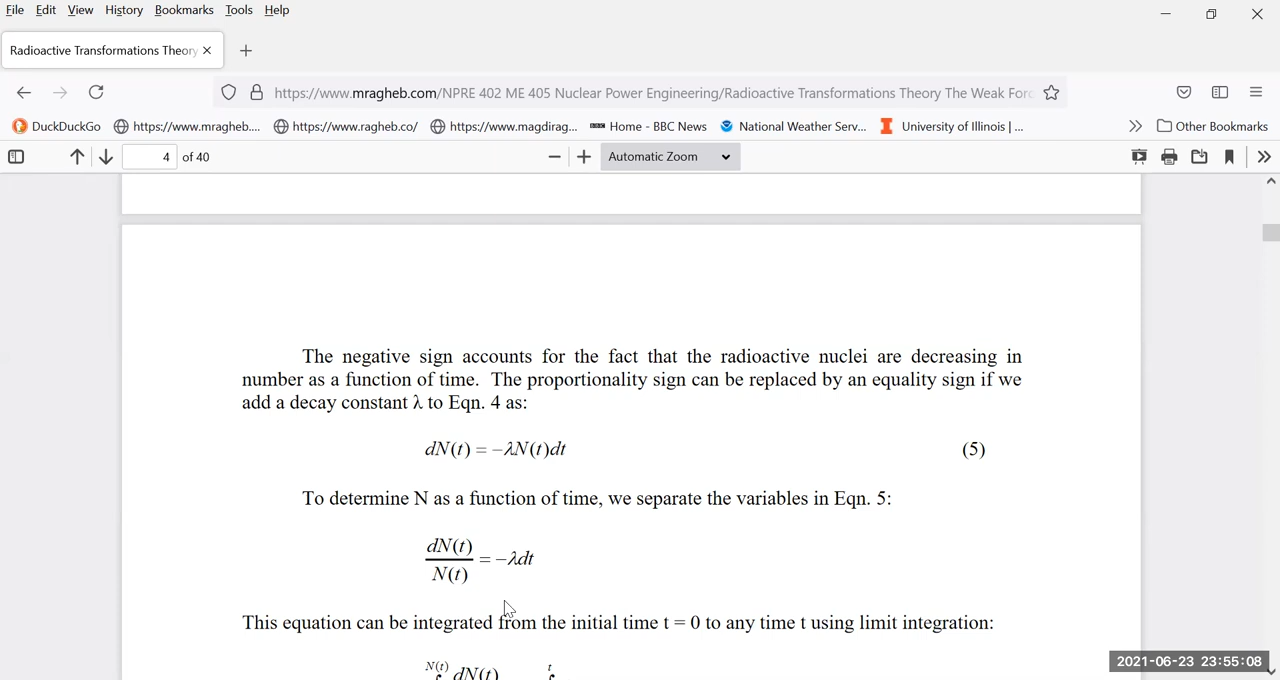 File Edit View History Bookmarks Tools Help
Radioactive Transformations Theory
https://www.mragheb.com/NPRE 402 ME 405 Nuclear Power Engineering/Radioactive Transformations Theory The Weak Forc
DuckDuckGo https://www.mragheb.... https://www.ragheb.co/ https://www.magdirag... BBC Home - BBC News National Weather Serv... University of Illinois | ... Other Bookmarks
4 of 40 Automatic Zoom
The negative sign accounts for the fact that the radioactive nuclei are decreasing in
number as a function of time. The proportionality sign can be replaced by an equality sign if we
add a decay constant λ to Eqn. 4 as:
dN(t) = −λN(t)dt (5)
To determine N as a function of time, we separate the variables in Eqn. 5:
dN(t)/N(t) = −λdt
This equation can be integrated from the initial time t = 0 to any time t using limit integration:
N(t) dN(t) t
2021-06-23 23:55:08